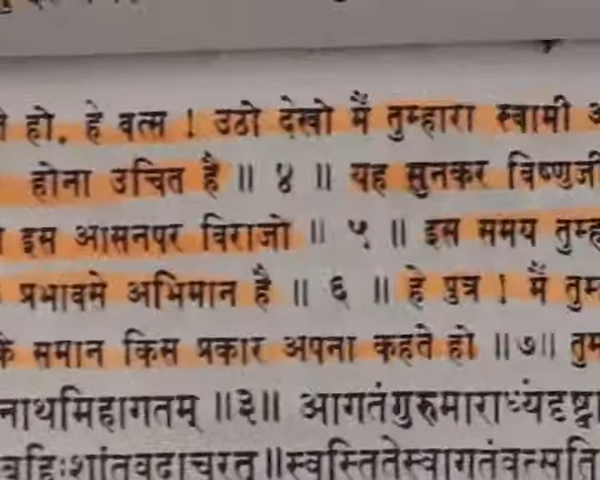 हो. हे वत्स ! उठो देखो मैं तुम्हारा स्वामी
होना उचित है ॥ ४ ॥ यह सुनकर विष्णुजी
इस आसनपर विराजो ॥ ५ ॥ इस समय तुम्ह
प्रभावमे अभिमान है ॥ ६ ॥ हे पुत्र ! मैं तुम
के समान किस प्रकार अपना कहते हो ॥७॥ तुम
नाथमिहागतम् ॥३॥ आगतंगुरुमाराध्यंदृष्ट्वा
बहिःशांतवदाचरत् ॥स्वस्तितेस्वागतंवत्सति